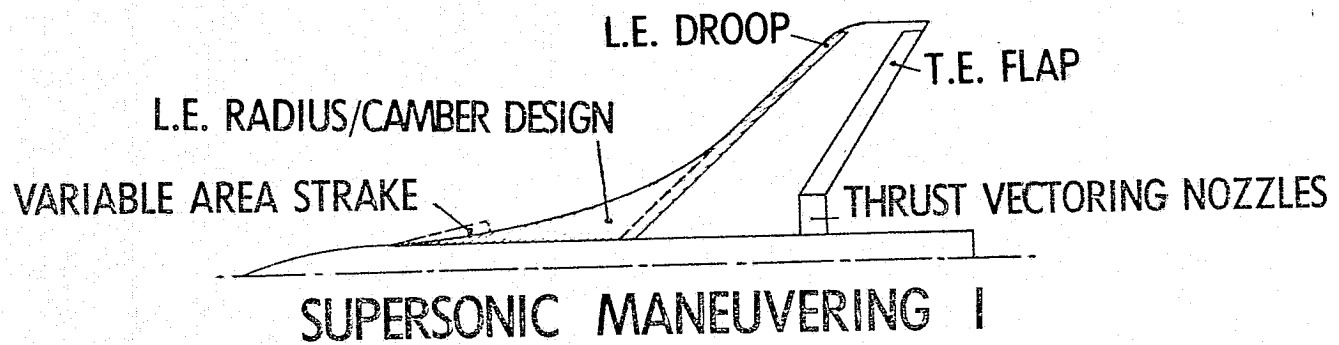 L.E. DROOP
T.E. FLAP
L.E. RADIUS/CAMBER DESIGN
VARIABLE AREA STRAKE
THRUST VECTORING NOZZLES
SUPERSONIC MANEUVERING I